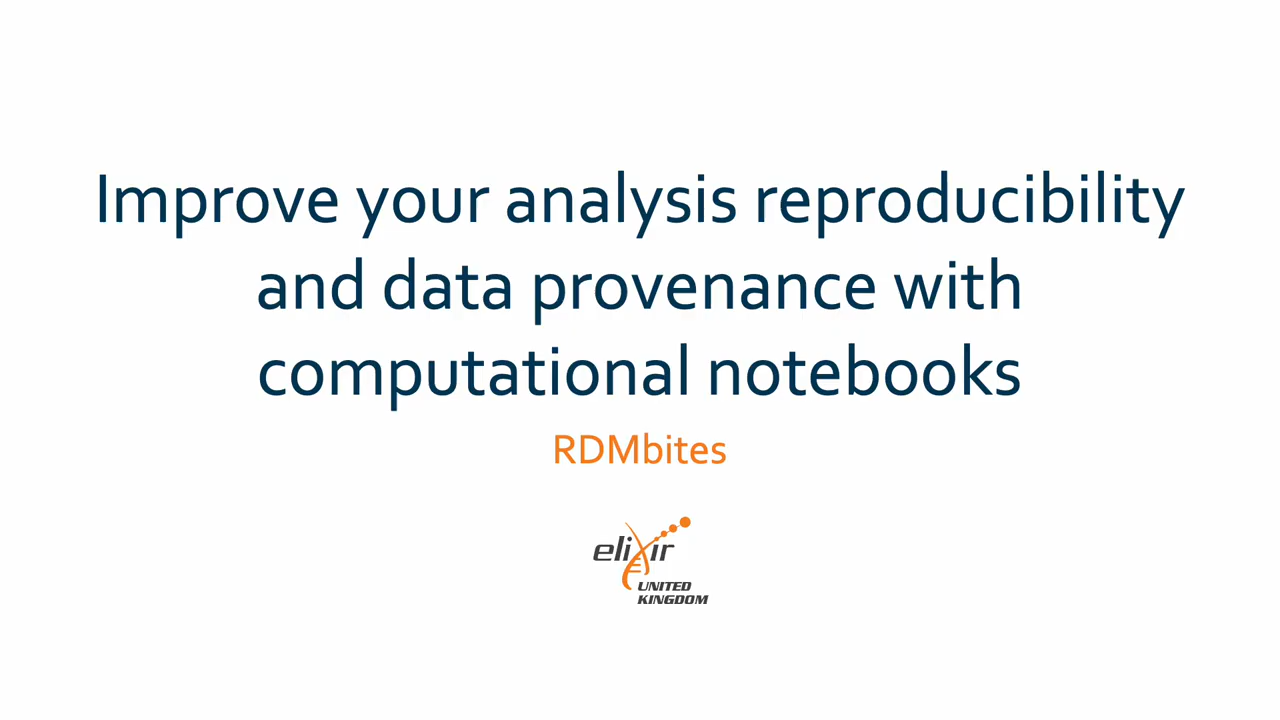 Improve your analysis reproducibility
and data provenance with
computational notebooks
RDMbites
elixir
UNITED
KINGDOM